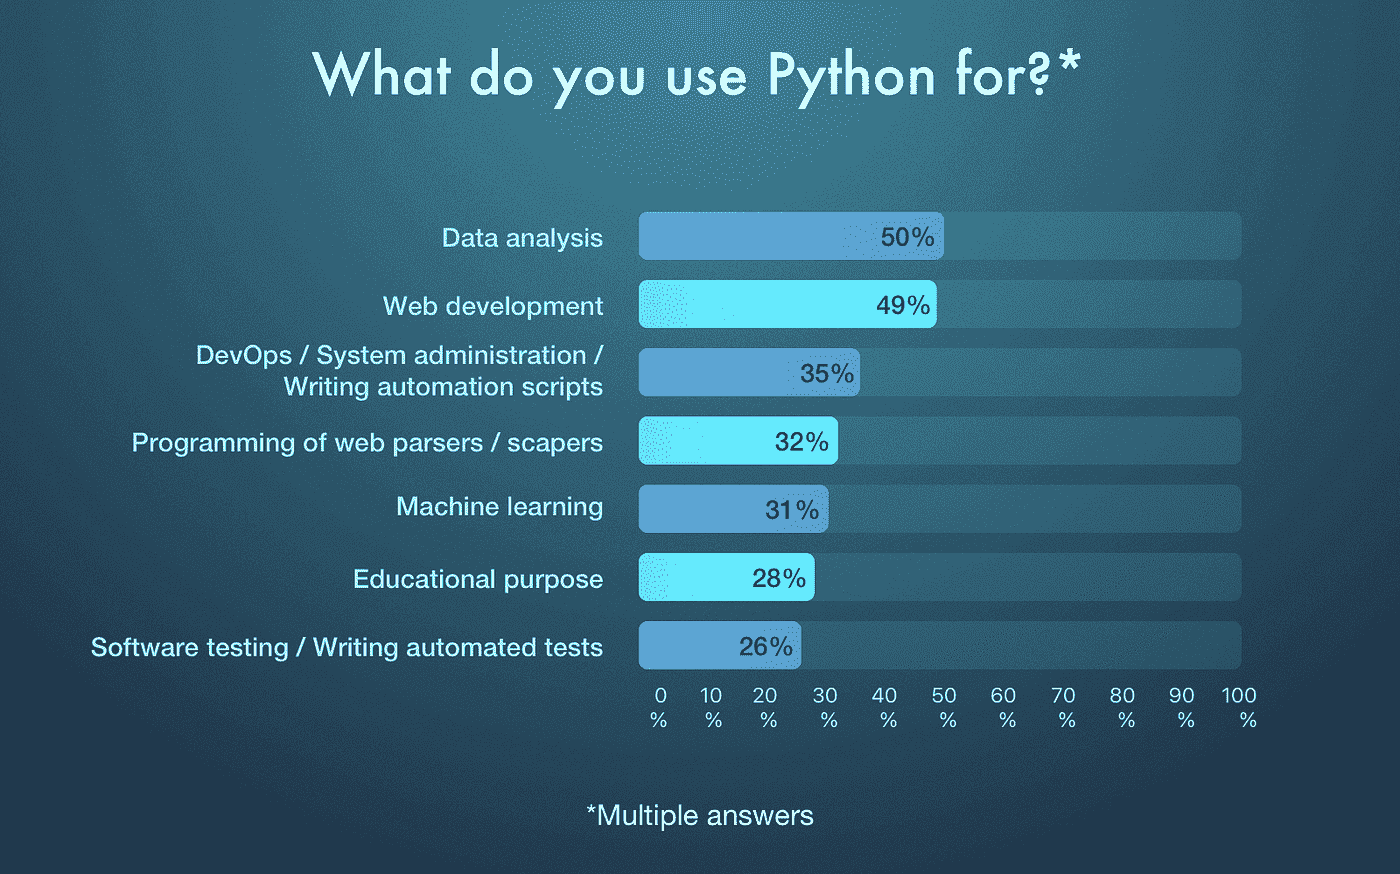 What do you use Python for?*
Data analysis
50%
Web development
49%
DevOps / System administration /
Writing automation scripts
35%
Programming of web parsers / scapers
32%
Machine learning
31%
Educational purpose
28%
Software testing / Writing automated tests
26%
0 10 20 30 40 50 60 70 80 90 100
% % % % % % % % % % %
*Multiple answers